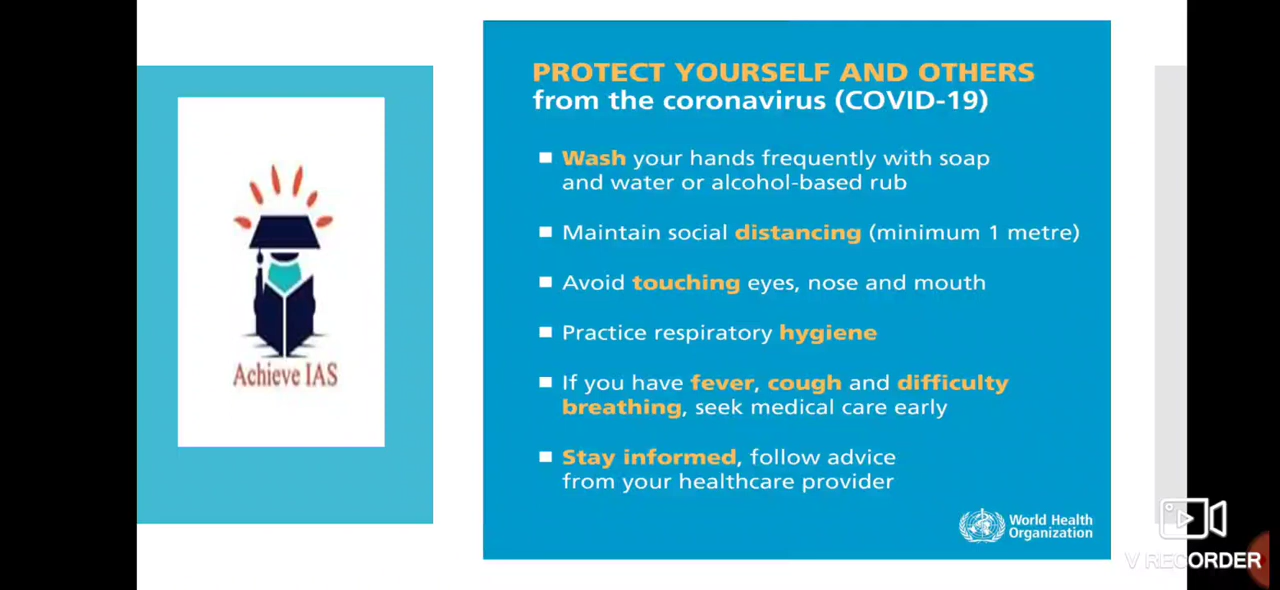 Achieve IAS
PROTECT YOURSELF AND OTHERS
from the coronavirus (COVID-19)
Wash your hands frequently with soap
and water or alcohol-based rub
Maintain social distancing (minimum 1 metre)
Avoid touching eyes, nose and mouth
Practice respiratory hygiene
If you have fever, cough and difficulty
breathing, seek medical care early
Stay informed, follow advice
from your healthcare provider
World Health
Organization
V RECORDER